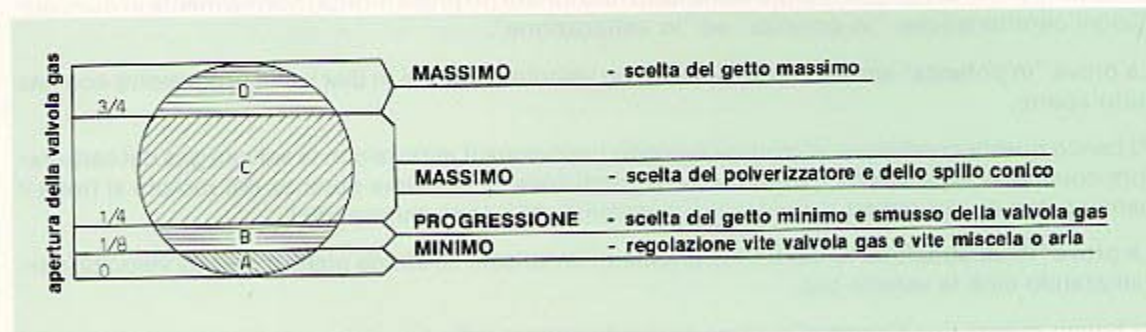 apertura della valvola gas
3/4
1/4
1/8
0
D
C
B
A
MASSIMO - scelta del getto massimo
MASSIMO - scelta del polverizzatore e dello spillo conico
PROGRESSIONE - scelta del getto minimo e smusso della valvola gas
MINIMO - regolazione vite valvola gas e vite miscela o aria